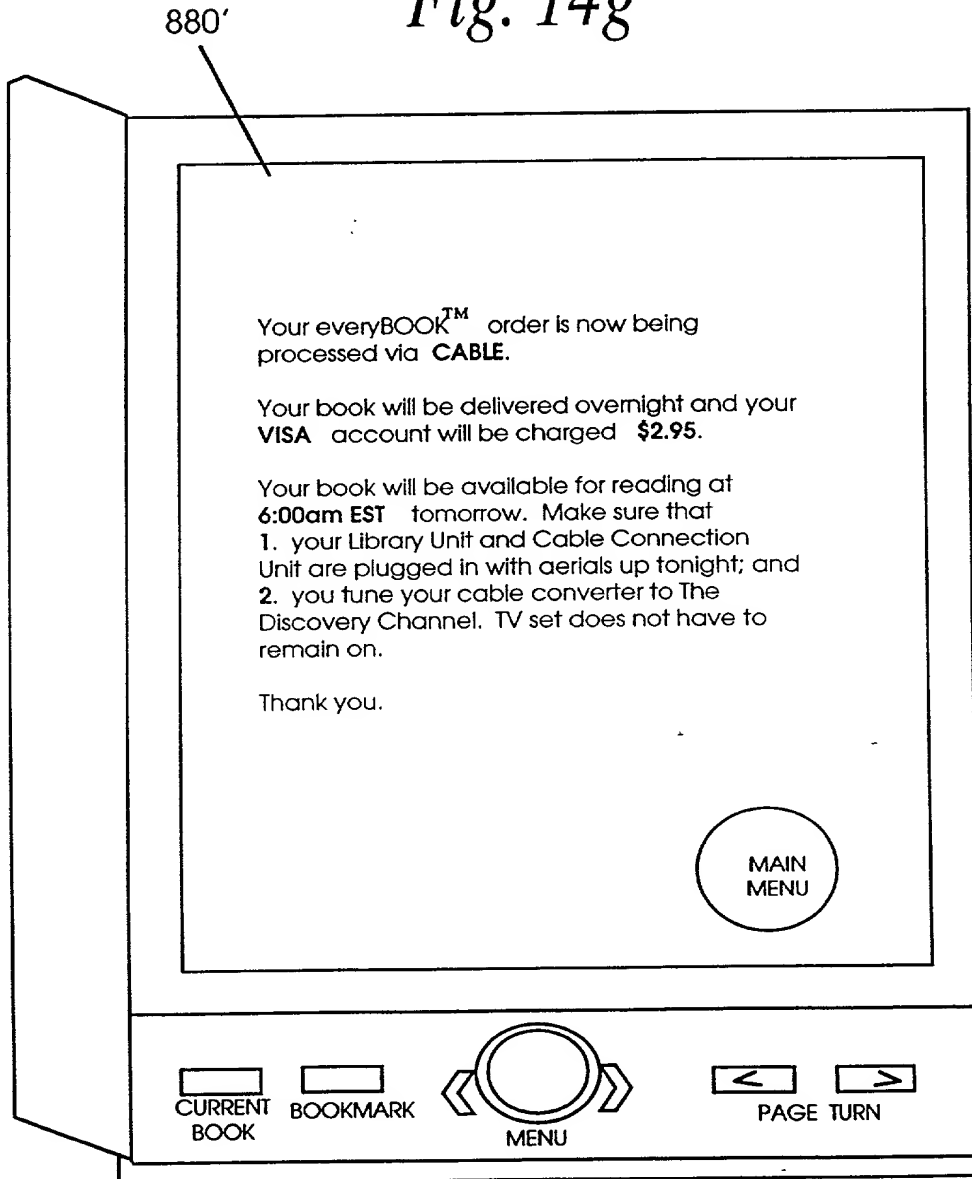 Fig. 14g
880′
Your everyBOOK™ order is now being
processed via CABLE.
Your book will be delivered overnight and your
VISA account will be charged $2.95.
Your book will be available for reading at
6:00am EST tomorrow. Make sure that
1. your Library Unit and Cable Connection
Unit are plugged in with aerials up tonight; and
2. you tune your cable converter to The
Discovery Channel. TV set does not have to
remain on.
Thank you.
MAIN
MENU
<  >
CURRENT
BOOK
BOOKMARK
MENU
PAGE TURN